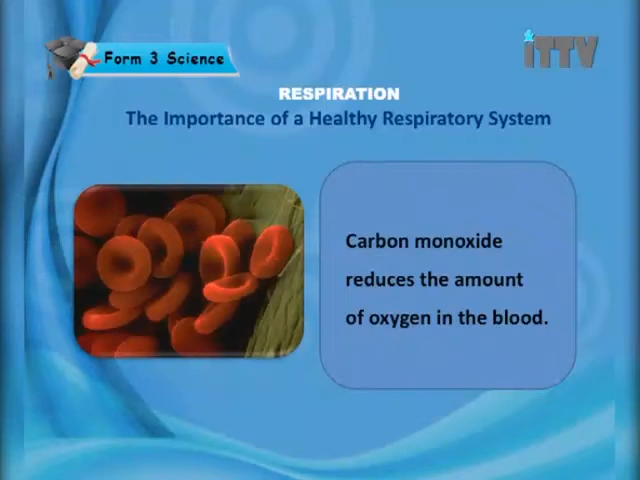 Form 3 Science
iTTV
RESPIRATION
The Importance of a Healthy Respiratory System
Carbon monoxide
reduces the amount
of oxygen in the blood.